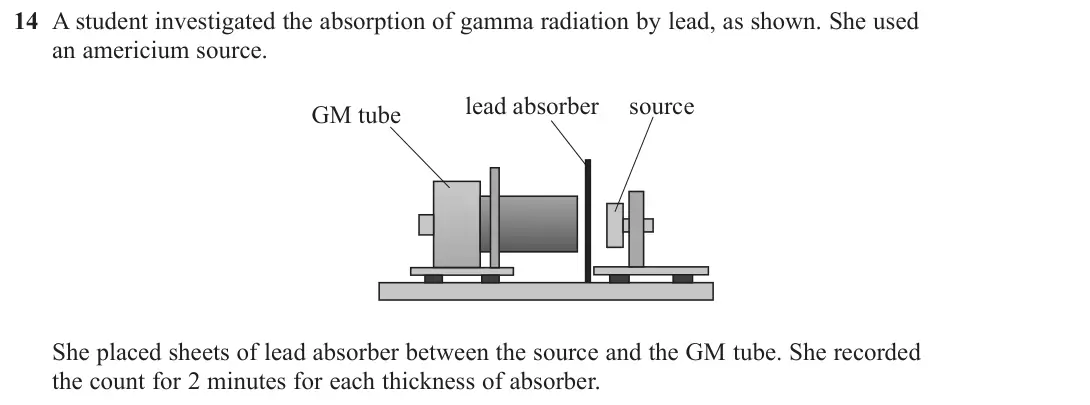 14 A student investigated the absorption of gamma radiation by lead, as shown. She used
an americium source.
GM tube
lead absorber
source
She placed sheets of lead absorber between the source and the GM tube. She recorded
the count for 2 minutes for each thickness of absorber.